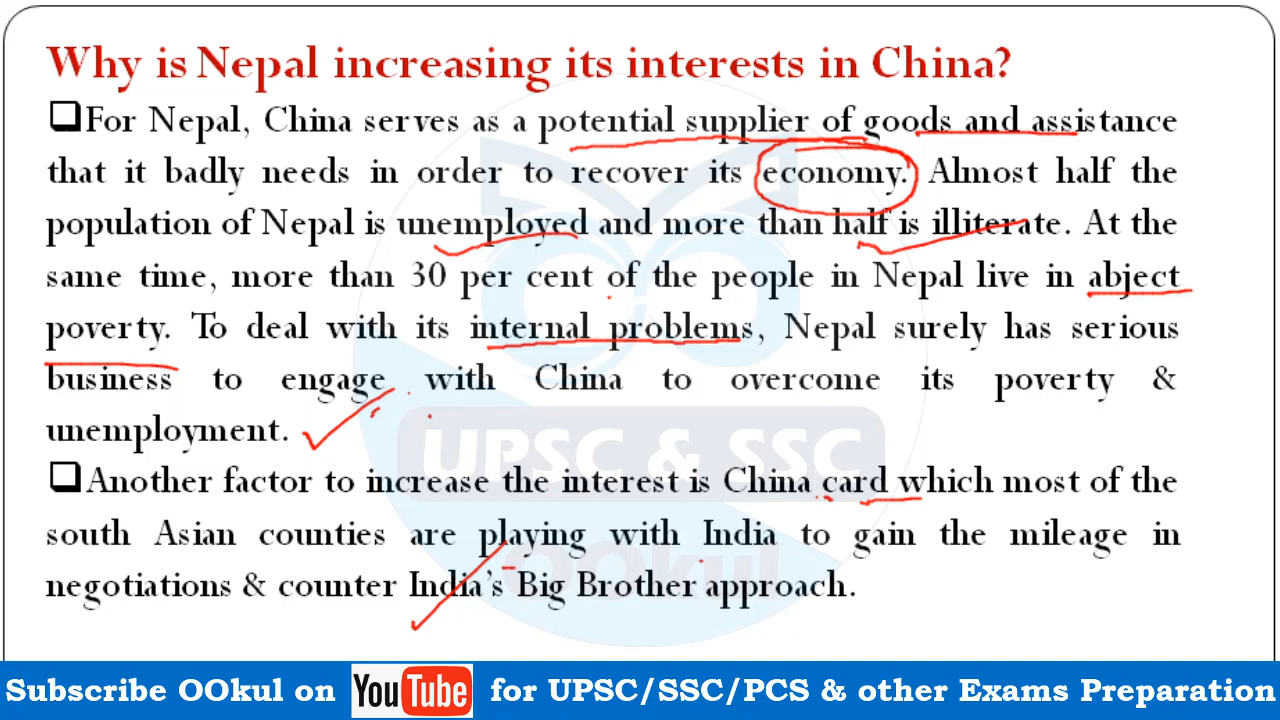 Why is Nepal increasing its interests in China?
❑For Nepal, China serves as a potential supplier of goods and assistance
that it badly needs in order to recover its economy. Almost half the
population of Nepal is unemployed and more than half is illiterate. At the
same time, more than 30 per cent of the people in Nepal live in abject
poverty. To deal with its internal problems, Nepal surely has serious
business to engage with China to overcome its poverty &
unemployment.
UPSC & SSC
❑Another factor to increase the interest is China card which most of the
south Asian counties are playing with India to gain the mileage in
OOkul
negotiations & counter India's Big Brother approach.
Subscribe OOkul on YouTube for UPSC/SSC/PCS & other Exams Preparation